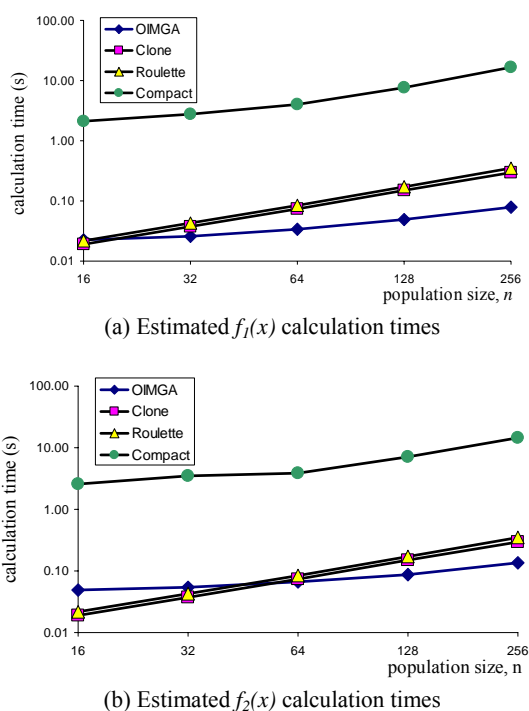 100.00
10.00
1.00
0.10
0.01
calculation time (s)
OIMGA
Clone
Roulette
Compact
16 32 64 128 256
population size, n
(a) Estimated f1(x) calculation times
100.00
10.00
1.00
0.10
0.01
calculation time (s)
OIMGA
Clone
Roulette
Compact
16 32 64 128 256
population size, n
(b) Estimated f2(x) calculation times